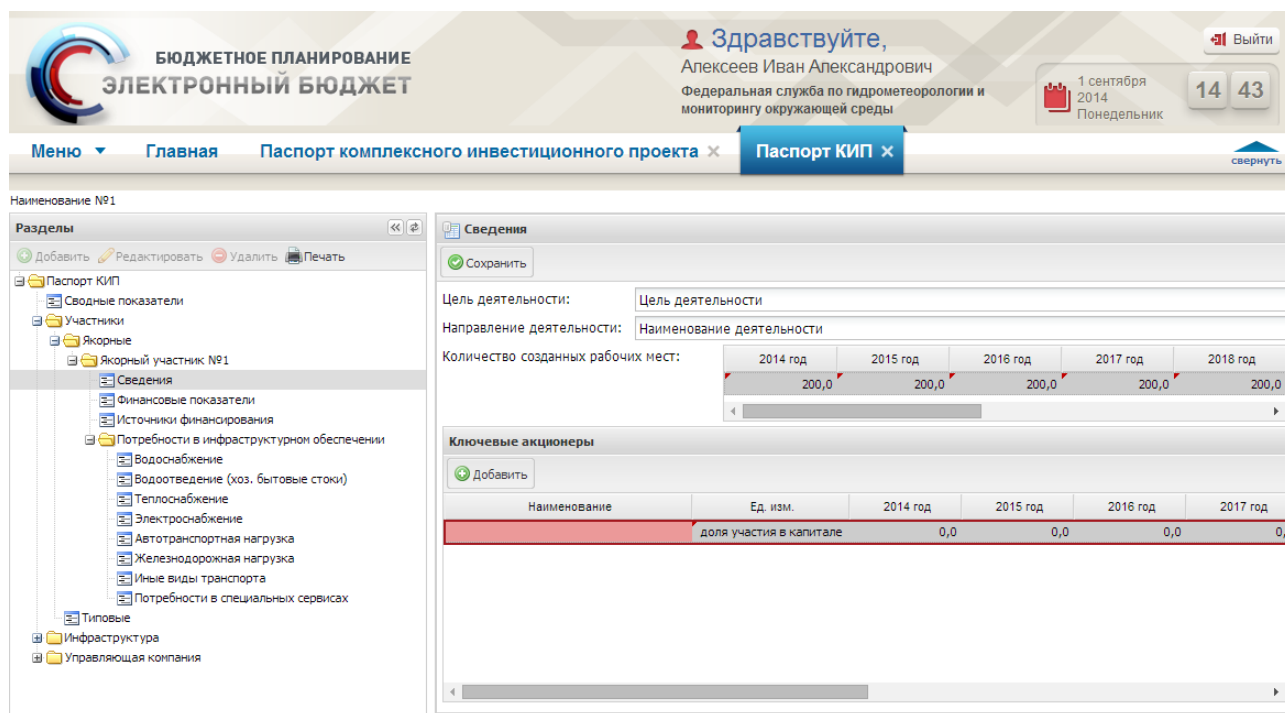 БЮДЖЕТНОЕ ПЛАНИРОВАНИЕ
ЭЛЕКТРОННЫЙ БЮДЖЕТ
Здравствуйте,
Алексеев Иван Александрович
Федеральная служба по гидрометеорологии и
мониторингу окружающей среды
Выйти
1 сентября
2014
Понедельник
14 43
Меню Главная Паспорт комплексного инвестиционного проекта Паспорт КИП
свернуть
Наименование №1
Разделы
Добавить Редактировать Удалить Печать
Паспорт КИП
Сводные показатели
Участники
Якорные
Якорный участник №1
Сведения
Финансовые показатели
Источники финансирования
Потребности в инфраструктурном обеспечении
Водоснабжение
Водоотведение (хоз. бытовые стоки)
Теплоснабжение
Электроснабжение
Автотранспортная нагрузка
Железнодорожная нагрузка
Иные виды транспорта
Потребности в специальных сервисах
Типовые
Инфраструктура
Управляющая компания
Сведения
Сохранить
Цель деятельности: Цель деятельности
Направление деятельности: Наименование деятельности
Количество созданных рабочих мест: 2014 год 2015 год 2016 год 2017 год 2018 год
200,0 200,0 200,0 200,0 200,0
Ключевые акционеры
Добавить
Наименование Ед. изм. 2014 год 2015 год 2016 год 2017 год
доля участия в капитале 0,0 0,0 0,0 0,